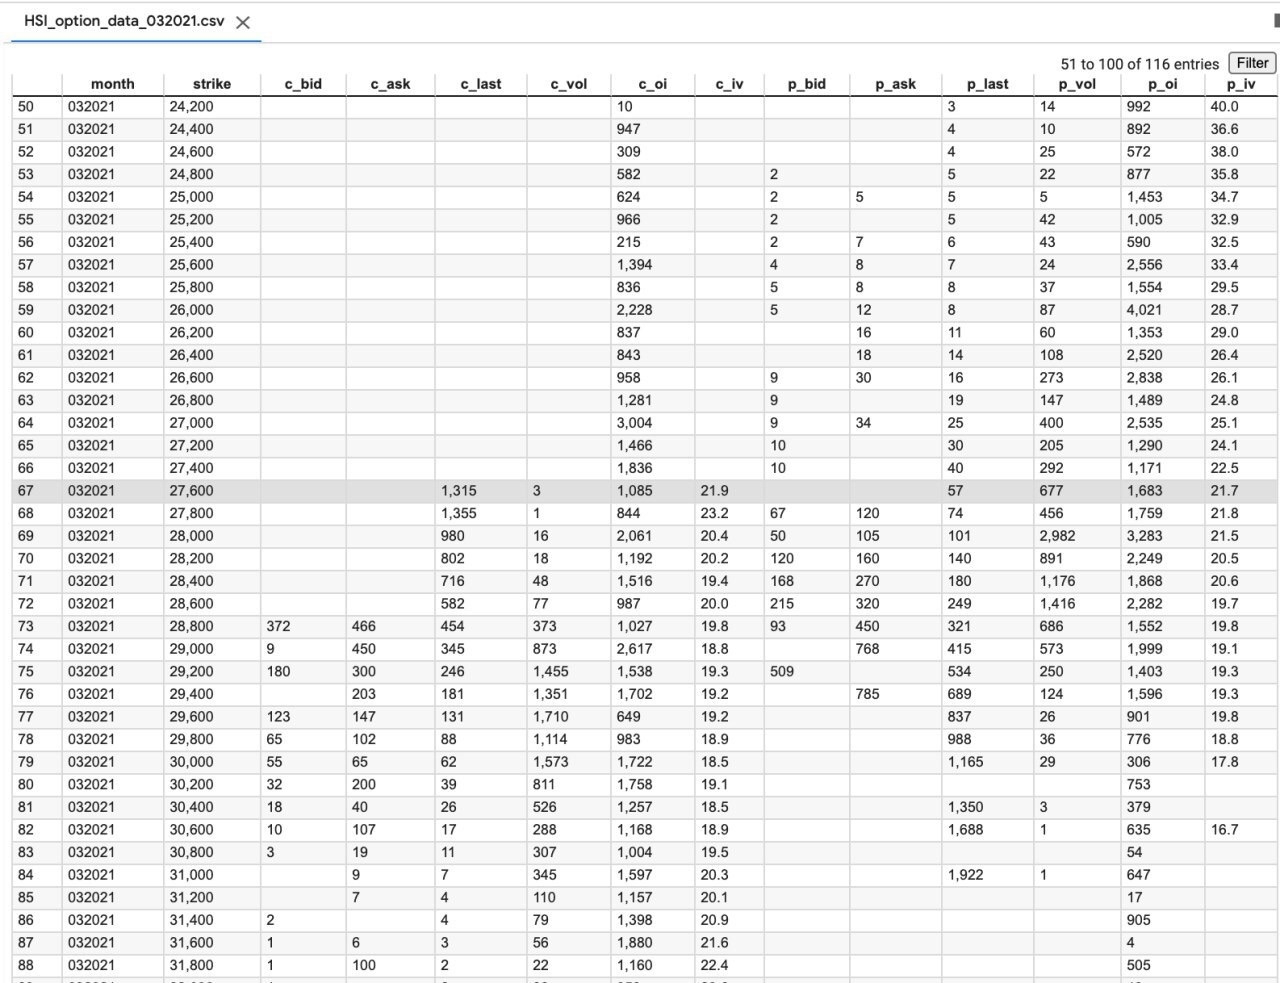 HSI_option_data_032021.csv ×
51 to 100 of 116 entries Filter
month strike c_bid c_ask c_last c_vol c_oi c_iv p_bid p_ask p_last p_vol p_oi p_iv
50 032021 24,200 10 3 14 992 40.0
51 032021 24,400 947 4 10 892 36.6
52 032021 24,600 309 4 25 572 38.0
53 032021 24,800 582 2 5 22 877 35.8
54 032021 25,000 624 2 5 5 5 1,453 34.7
55 032021 25,200 966 2 5 42 1,005 32.9
56 032021 25,400 215 2 7 6 43 590 32.5
57 032021 25,600 1,394 4 8 7 24 2,556 33.4
58 032021 25,800 836 5 8 8 37 1,554 29.5
59 032021 26,000 2,228 5 12 8 87 4,021 28.7
60 032021 26,200 837 16 11 60 1,353 29.0
61 032021 26,400 843 18 14 108 2,520 26.4
62 032021 26,600 958 9 30 16 273 2,838 26.1
63 032021 26,800 1,281 9 19 147 1,489 24.8
64 032021 27,000 3,004 9 34 25 400 2,535 25.1
65 032021 27,200 1,466 10 30 205 1,290 24.1
66 032021 27,400 1,836 10 40 292 1,171 22.5
67 032021 27,600 1,315 3 1,085 21.9 57 677 1,683 21.7
68 032021 27,800 1,355 1 844 23.2 67 120 74 456 1,759 21.8
69 032021 28,000 980 16 2,061 20.4 50 105 101 2,982 3,283 21.5
70 032021 28,200 802 18 1,192 20.2 120 160 140 891 2,249 20.5
71 032021 28,400 716 48 1,516 19.4 168 270 180 1,176 1,868 20.6
72 032021 28,600 582 77 987 20.0 215 320 249 1,416 2,282 19.7
73 032021 28,800 372 466 454 373 1,027 19.8 93 450 321 686 1,552 19.8
74 032021 29,000 9 450 345 873 2,617 18.8 768 415 573 1,999 19.1
75 032021 29,200 180 300 246 1,455 1,538 19.3 509 534 250 1,403 19.3
76 032021 29,400 203 181 1,351 1,702 19.2 785 689 124 1,596 19.3
77 032021 29,600 123 147 131 1,710 649 19.2 837 26 901 19.8
78 032021 29,800 65 102 88 1,114 983 18.9 988 36 776 18.8
79 032021 30,000 55 65 62 1,573 1,722 18.5 1,165 29 306 17.8
80 032021 30,200 32 200 39 811 1,758 19.1 753
81 032021 30,400 18 40 26 526 1,257 18.5 1,350 3 379
82 032021 30,600 10 107 17 288 1,168 18.9 1,688 1 635 16.7
83 032021 30,800 3 19 11 307 1,004 19.5 54
84 032021 31,000 9 7 345 1,597 20.3 1,922 1 647
85 032021 31,200 7 4 110 1,157 20.1 17
86 032021 31,400 2 4 79 1,398 20.9 905
87 032021 31,600 1 6 3 56 1,880 21.6 4
88 032021 31,800 1 100 2 22 1,160 22.4 505